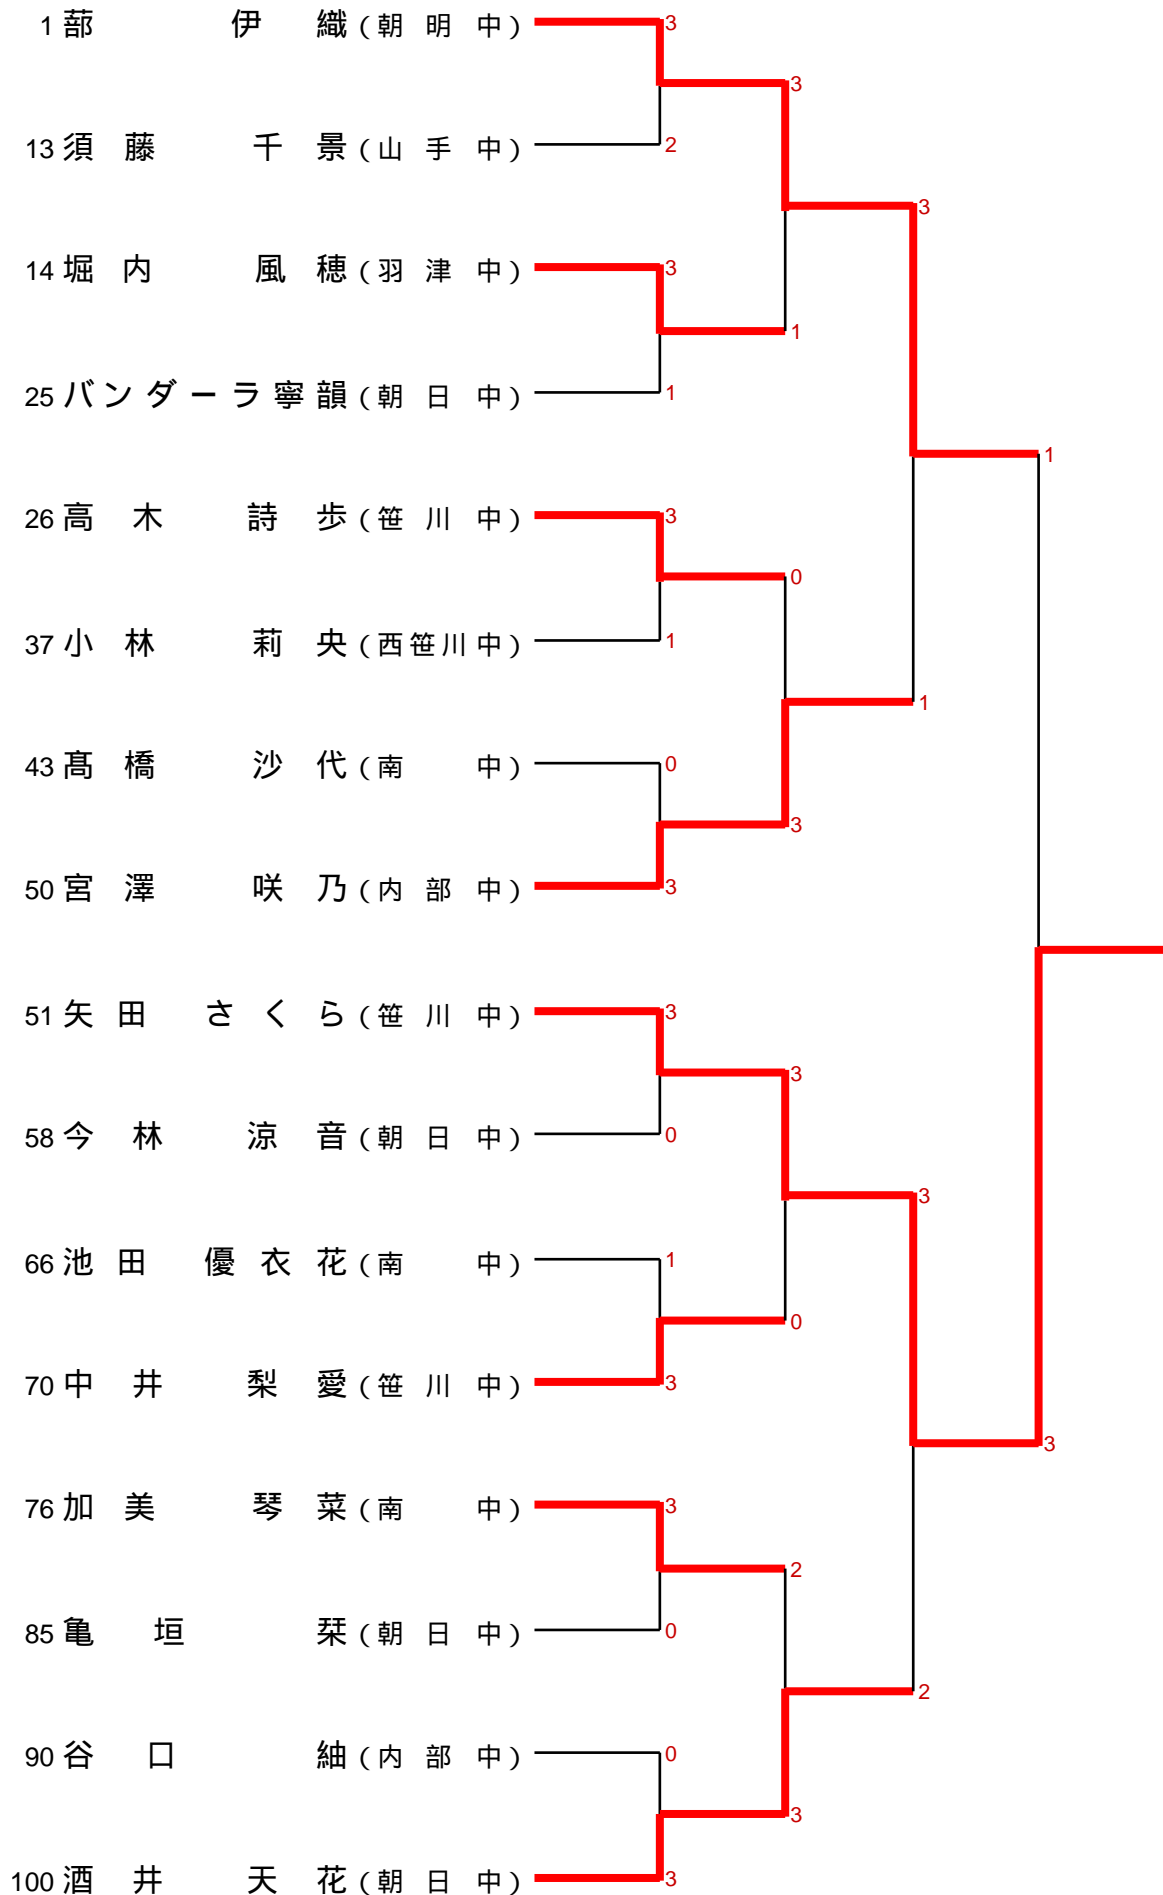 1 蔀 伊織 (朝明中) 3
3
13 須藤 千景 (山手中) 2
3
14 堀内 風穂 (羽津中) 3
1
25 バンダーラ寧韻 (朝日中) 1
1
26 高木 詩歩 (笹川中) 3
0
37 小林 莉央 (西笹川中) 1
1
43 髙橋 沙代 (南中) 0
3
50 宮澤 咲乃 (内部中) 3
51 矢田 さくら (笹川中) 3
3
58 今林 涼音 (朝日中) 0
3
66 池田 優衣花 (南中) 1
0
70 中井 梨愛 (笹川中) 3
3
76 加美 琴菜 (南中) 3
2
85 亀垣 栞 (朝日中) 0
2
90 谷口 紬 (内部中) 0
3
100 酒井 天花 (朝日中) 3